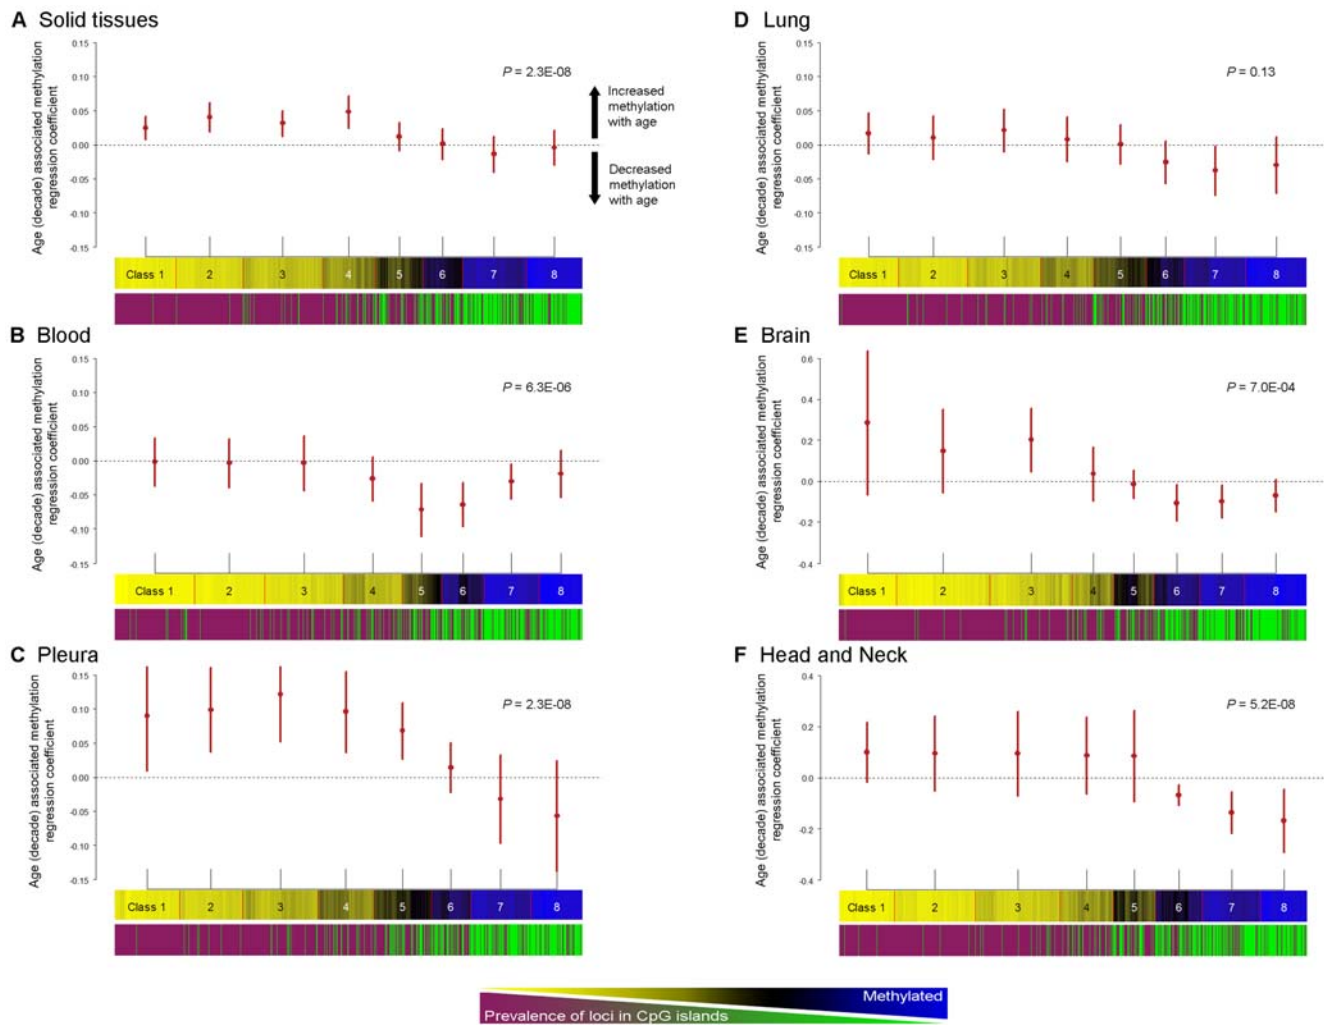 A Solid tissues
Age (decade) associated methylation
regression coefficient
0.15
0.10
0.05
0.00
-0.05
-0.10
-0.15
P = 2.3E-08
Increased
methylation
with age
Decreased
methylation
with age
Class 1 2 3 4 5 6 7 8
B Blood
Age (decade) associated methylation
regression coefficient
0.15
0.10
0.05
0.00
-0.05
-0.10
-0.15
P = 6.3E-06
Class 1 2 3 4 5 6 7 8
C Pleura
Age (decade) associated methylation
regression coefficient
0.15
0.10
0.05
0.00
-0.05
-0.10
-0.15
P = 2.3E-08
Class 1 2 3 4 5 6 7 8
D Lung
Age (decade) associated methylation
regression coefficient
0.15
0.10
0.05
0.00
-0.05
-0.10
-0.15
P = 0.13
Class 1 2 3 4 5 6 7 8
E Brain
Age (decade) associated methylation
regression coefficient
0.6
0.4
0.2
0.0
-0.2
-0.4
P = 7.0E-04
Class 1 2 3 4 5 6 7 8
F Head and Neck
Age (decade) associated methylation
regression coefficient
0.4
0.2
0.0
-0.2
-0.4
P = 5.2E-08
Class 1 2 3 4 5 6 7 8
Methylated
Prevalence of loci in CpG islands